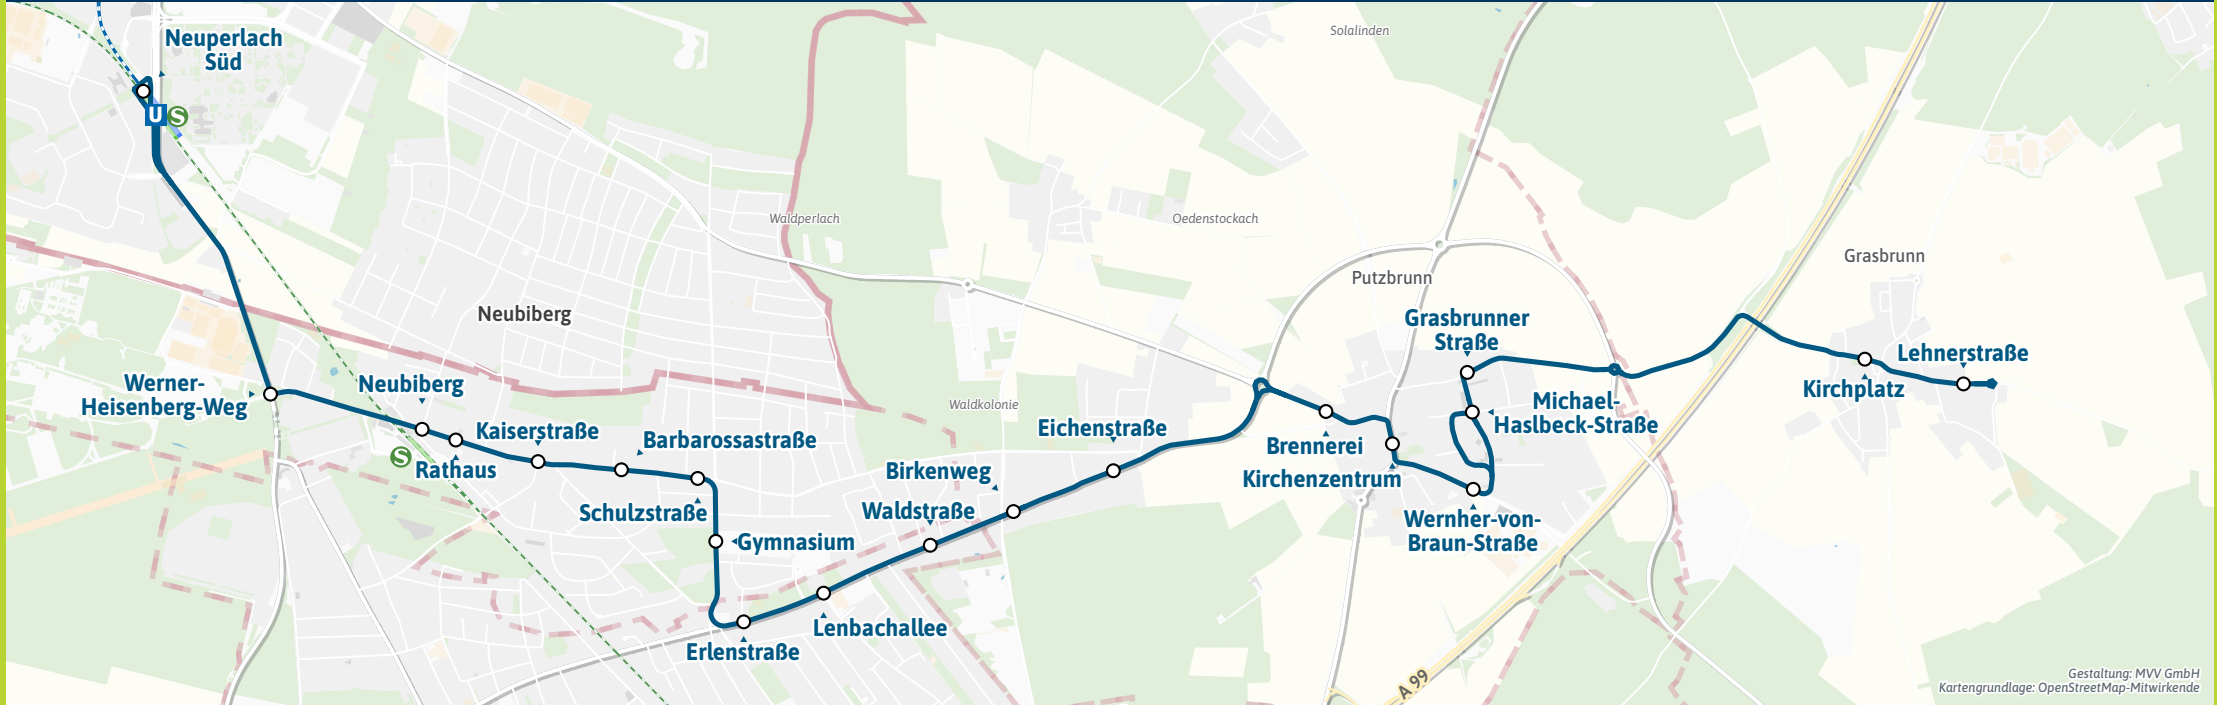 Neuperlach
Süd
U
S
Solalinden
Waldperlach
Oedenstockach
Grasbrunn
Putzbrunn
Neubiberg
Grasbrunner
Straße
Lehnerstraße
Kirchplatz
Werner-
Heisenberg-Weg
Neubiberg
Waldkolonie
Michael-
Haslbeck-Straße
Kaiserstraße
Barbarossastraße
Eichenstraße
Brennerei
S
Rathaus
Birkenweg
Kirchenzentrum
Schulzstraße
Waldstraße
Wernher-von-
Braun-Straße
Gymnasium
Lenbachallee
Erlenstraße
A 99
Gestaltung: MVV GmbH
Kartengrundlage: OpenStreetMap-Mitwirkende